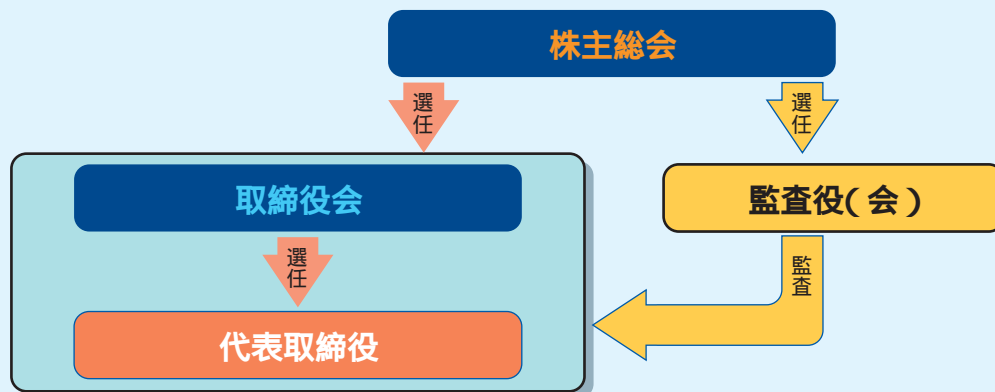 株主総会
選任
選任
取締役会
監査役(会)
選任
監査
代表取締役